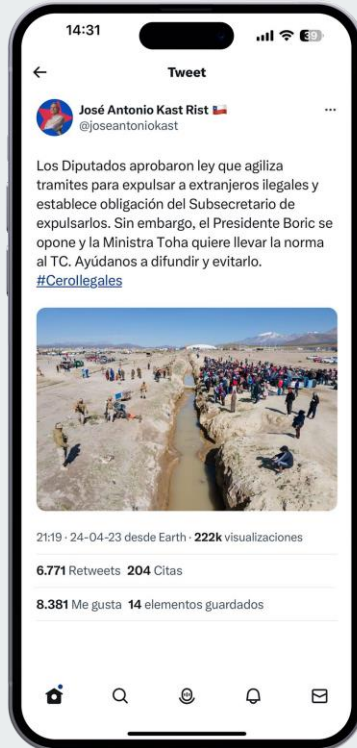 14:31
39
Tweet
José Antonio Kast Rist 🇨🇱
@joseantoniokast
Los Diputados aprobaron ley que agiliza
tramites para expulsar a extranjeros ilegales y
establece obligación del Subsecretario de
expulsarlos. Sin embargo, el Presidente Boric se
opone y la Ministra Toha quiere llevar la norma
al TC. Ayúdanos a difundir y evitarlo.
#CeroIlegales
21:19 · 24-04-23 desde Earth · 222k visualizaciones
6.771 Retweets 204 Citas
8.381 Me gusta 14 elementos guardados